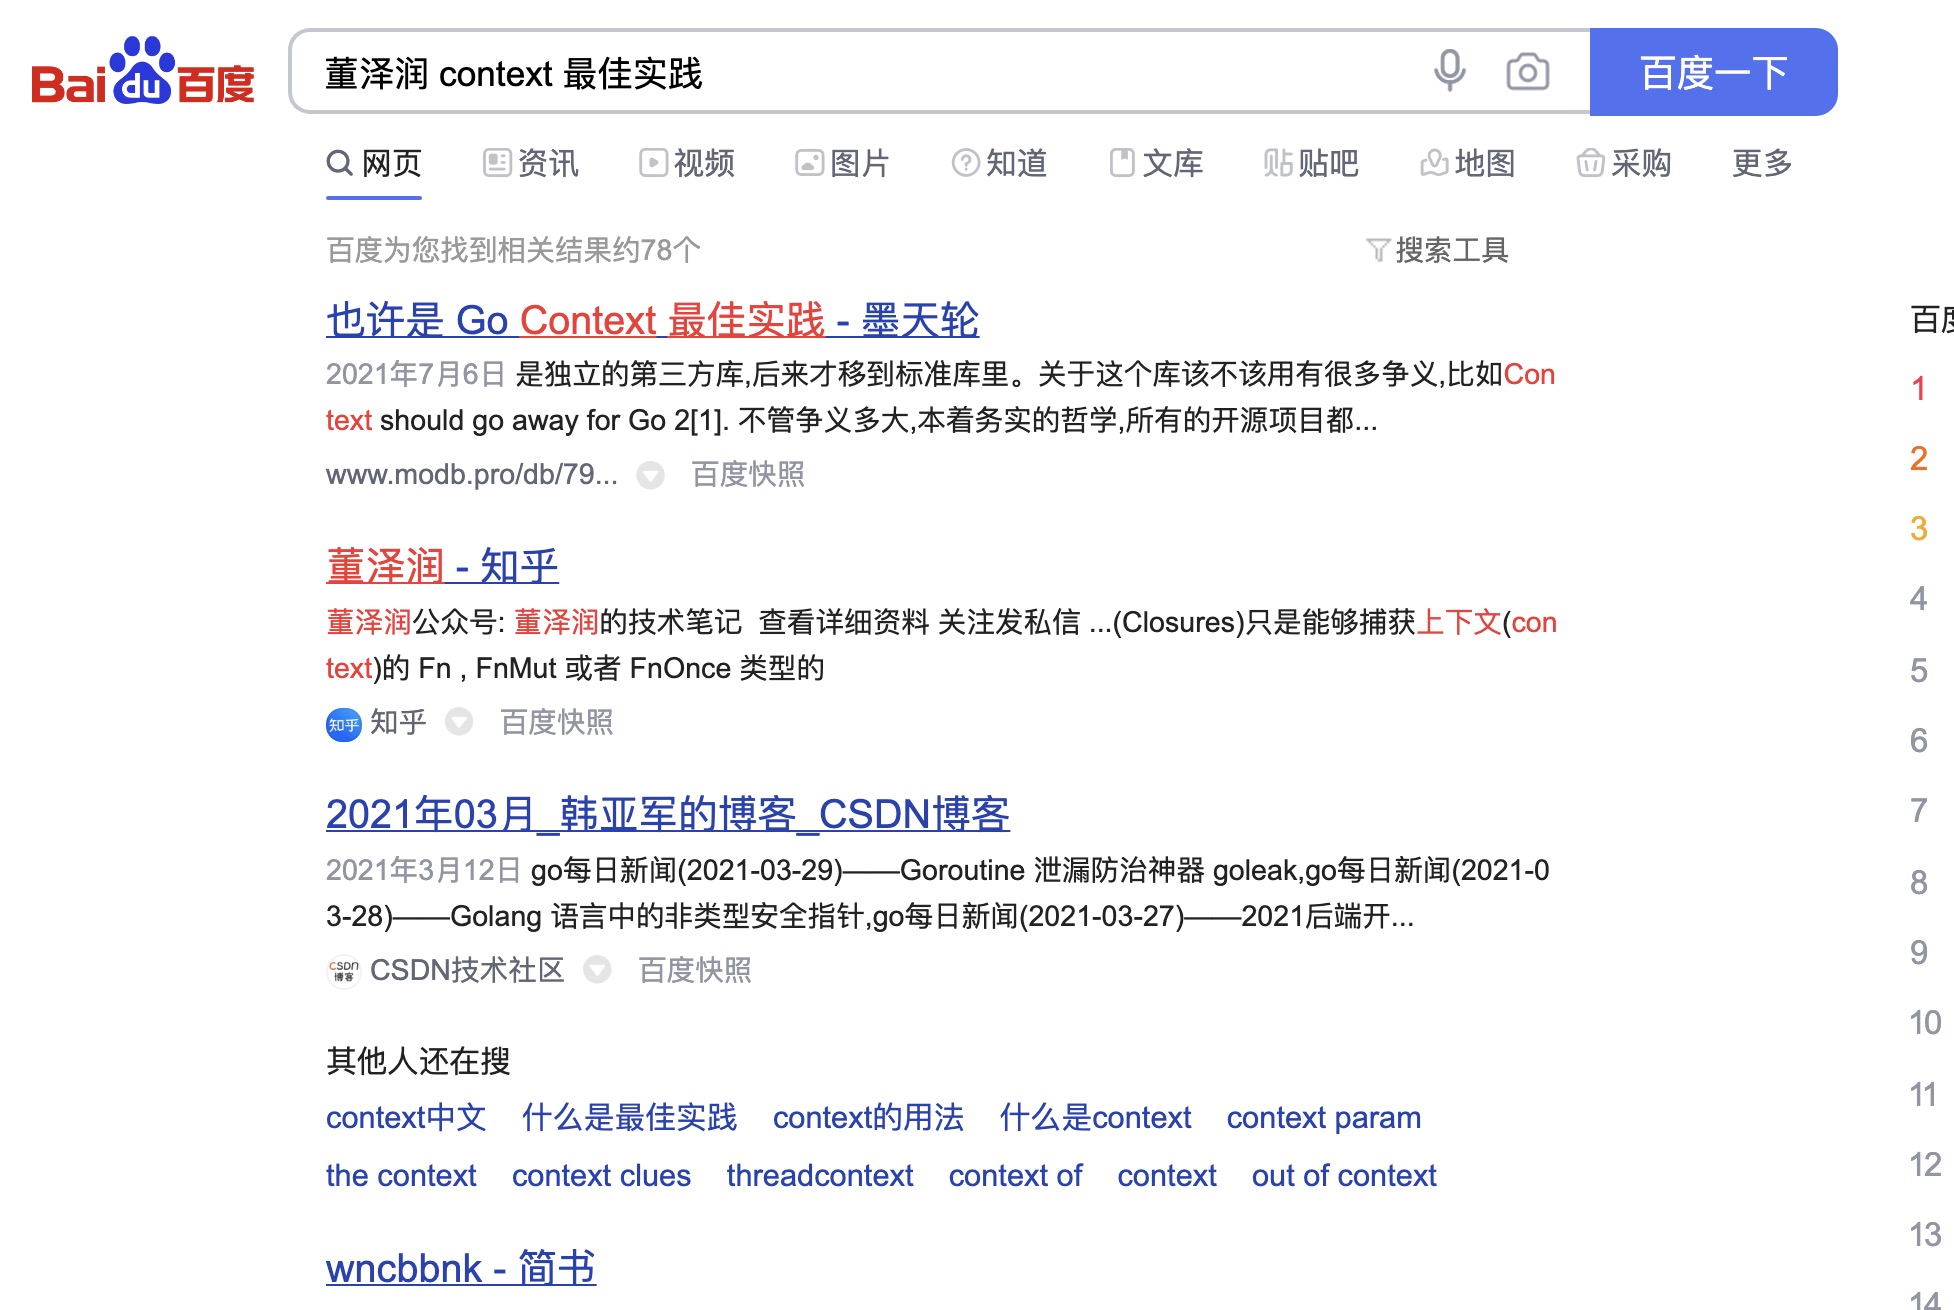 Bai du 百度
董泽润 context 最佳实践
百度一下
网页 资讯 视频 图片 知道 文库 贴吧 地图 采购 更多
百度为您找到相关结果约78个
搜索工具
也许是 Go Context 最佳实践 - 墨天轮
2021年7月6日 是独立的第三方库,后来才移到标准库里。关于这个库该不该用有很多争议,比如Con
text should go away for Go 2[1]. 不管争议多大,本着务实的哲学,所有的开源项目都...
www.modb.pro/db/79... 百度快照
董泽润 - 知乎
董泽润公众号: 董泽润的技术笔记 查看详细资料 关注发私信 ...(Closures)只是能够捕获上下文(con
text)的 Fn , FnMut 或者 FnOnce 类型的
知乎 知乎 百度快照
2021年03月_韩亚军的博客_CSDN博客
2021年3月12日 go每日新闻(2021-03-29)——Goroutine 泄漏防治神器 goleak,go每日新闻(2021-0
3-28)——Golang 语言中的非类型安全指针,go每日新闻(2021-03-27)——2021后端开...
CSDN 博客 CSDN技术社区 百度快照
其他人还在搜
context中文 什么是最佳实践 context的用法 什么是context context param
the context context clues threadcontext context of context out of context
wncbbnk - 简书
百度
1
2
3
4
5
6
7
8
9
10
11
12
13
14